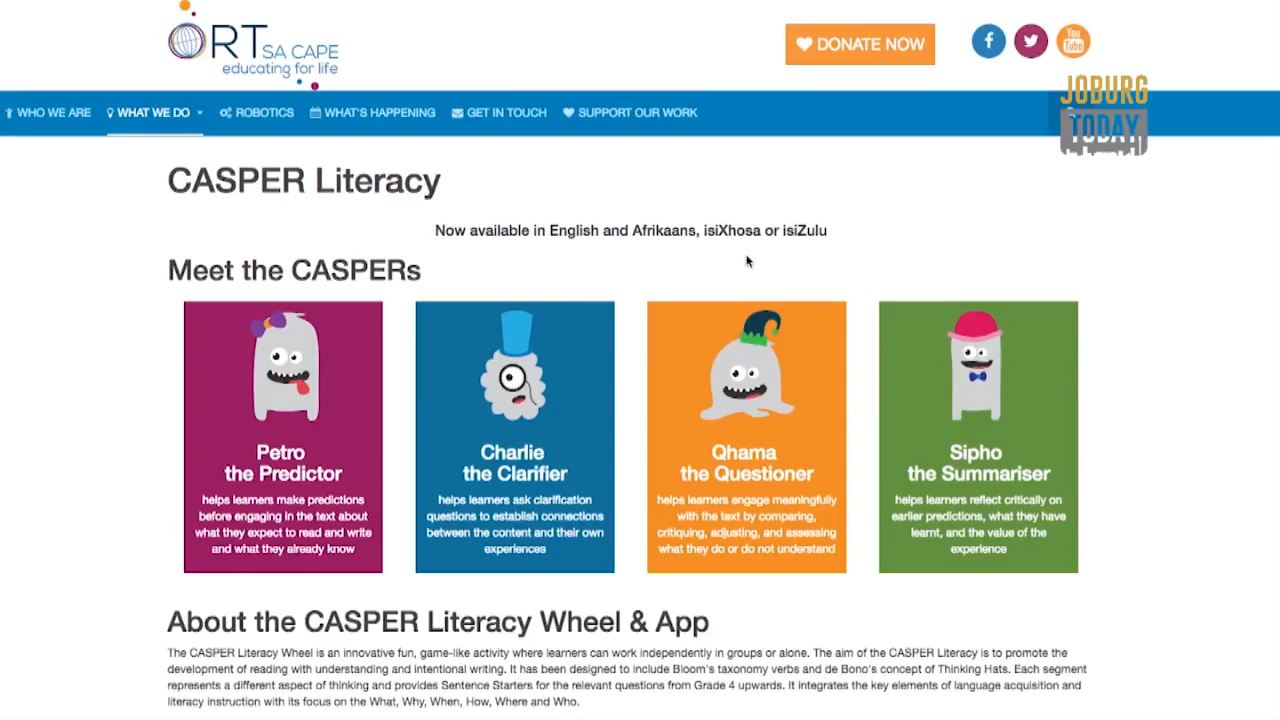 ORT SA CAPE
educating for life
DONATE NOW
You
Tube
JOBURG
TODAY
WHO WE ARE
WHAT WE DO
ROBOTICS
WHAT'S HAPPENING
GET IN TOUCH
SUPPORT OUR WORK
CASPER Literacy
Now available in English and Afrikaans, isiXhosa or isiZulu
Meet the CASPERs
Petro
the Predictor
helps learners make predictions
before engaging in the text about
what they expect to read and write
and what they already know
Charlie
the Clarifier
helps learners ask clarification
questions to establish connections
between the content and their own
experiences
Qhama
the Questioner
helps learners engage meaningfully
with the text by comparing,
critiquing, adjusting, and assessing
what they do or do not understand
Sipho
the Summariser
helps learners reflect critically on
earlier predictions, what they have
learnt, and the value of the
experience
About the CASPER Literacy Wheel & App
The CASPER Literacy Wheel is an innovative fun, game-like activity where learners can work independently in groups or alone. The aim of the CASPER Literacy is to promote the
development of reading with understanding and intentional writing. It has been designed to include Bloom's taxonomy verbs and de Bono's concept of Thinking Hats. Each segment
represents a different aspect of thinking and provides Sentence Starters for the relevant questions from Grade 4 upwards. It integrates the key elements of language acquisition and
literacy instruction with its focus on the What, Why, When, How, Where and Who.